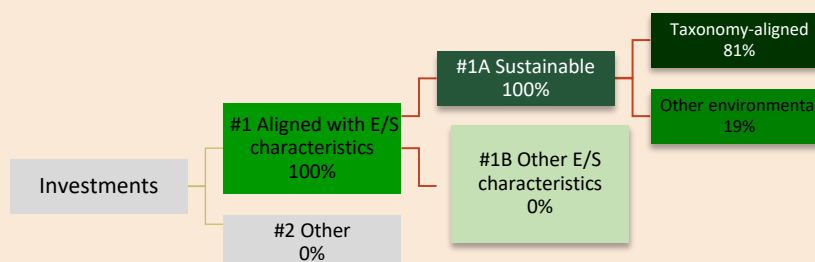 Investments
#1 Aligned with E/S
characteristics
100%
#2 Other
0%
#1A Sustainable
100%
#1B Other E/S
characteristics
0%
Taxonomy-aligned
81%
Other environmenta
19%